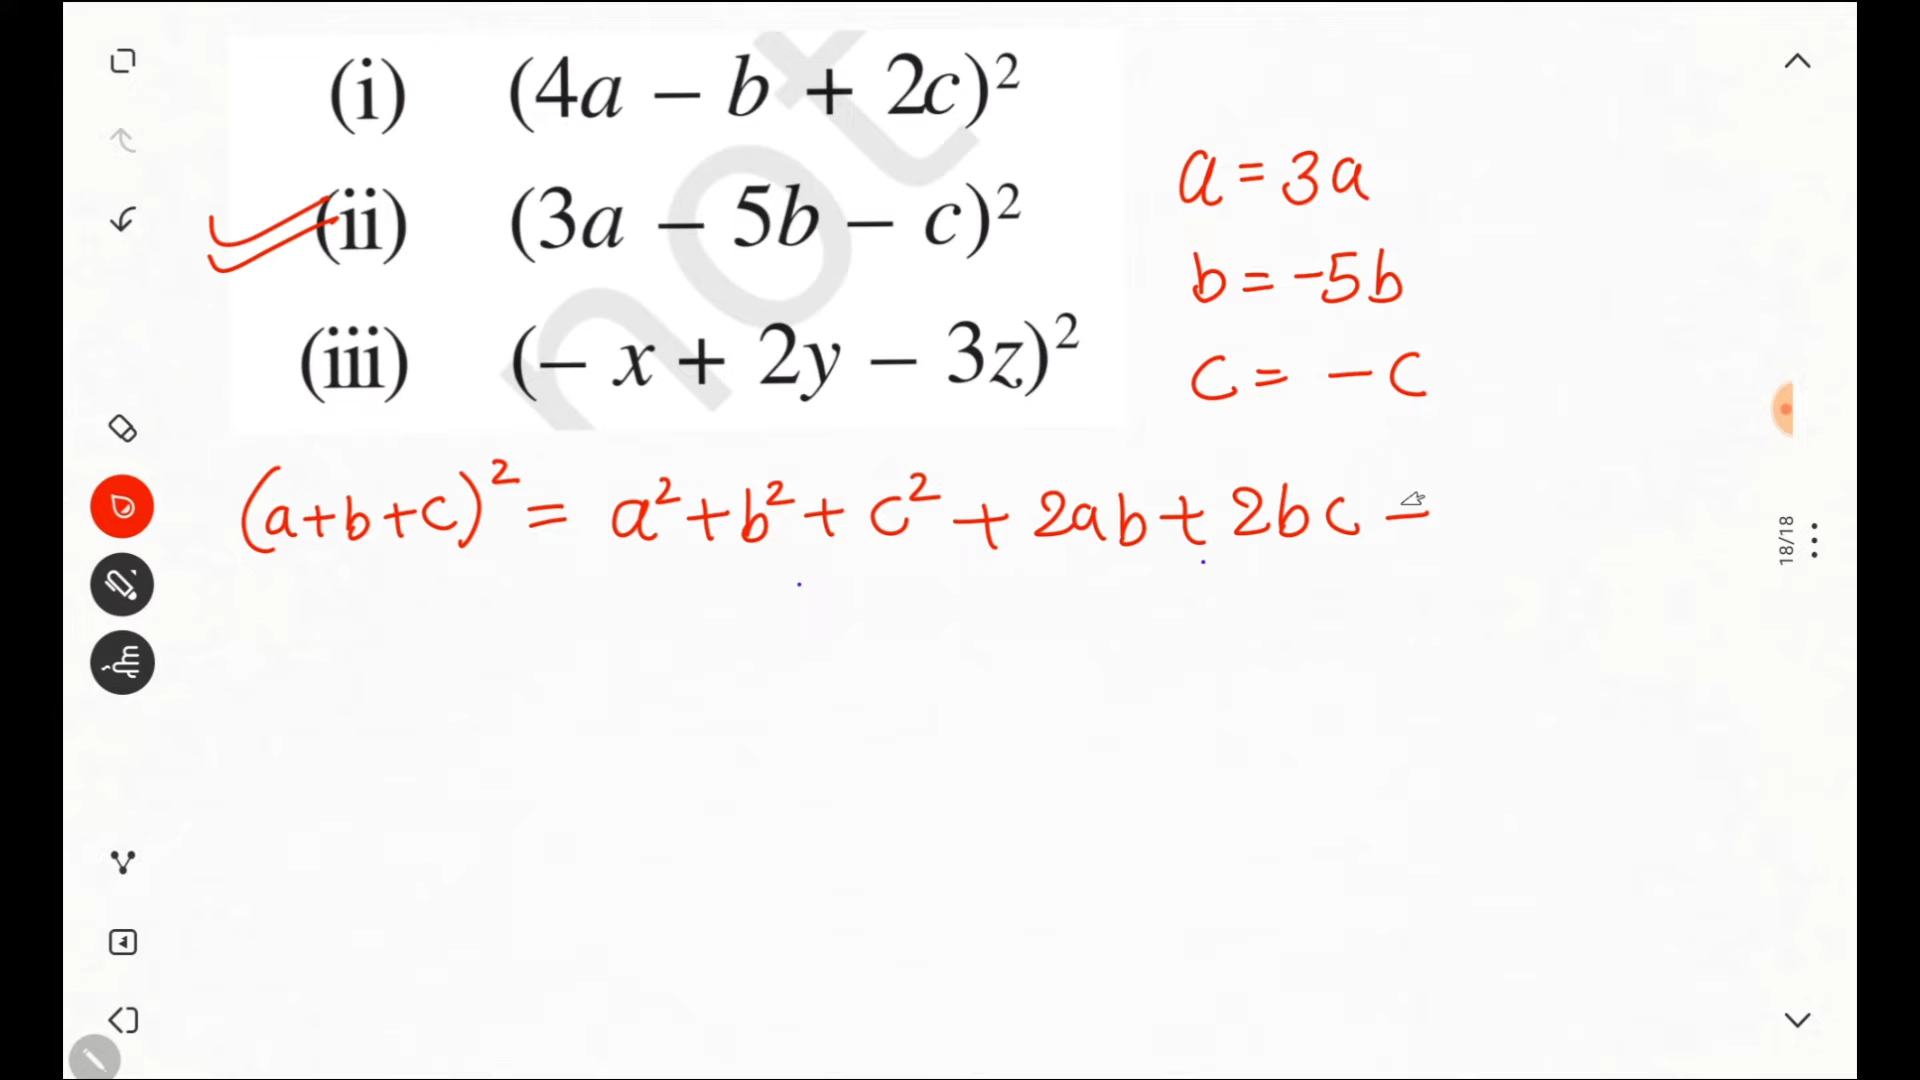 (i) (4a – b + 2c)²
(ii) (3a – 5b – c)²
(iii) (– x + 2y – 3z)²
not
a = 3a
b = -5b
c = - c
(a+b+c)² = a² + b² + c² + 2ab + 2bc -
18/18